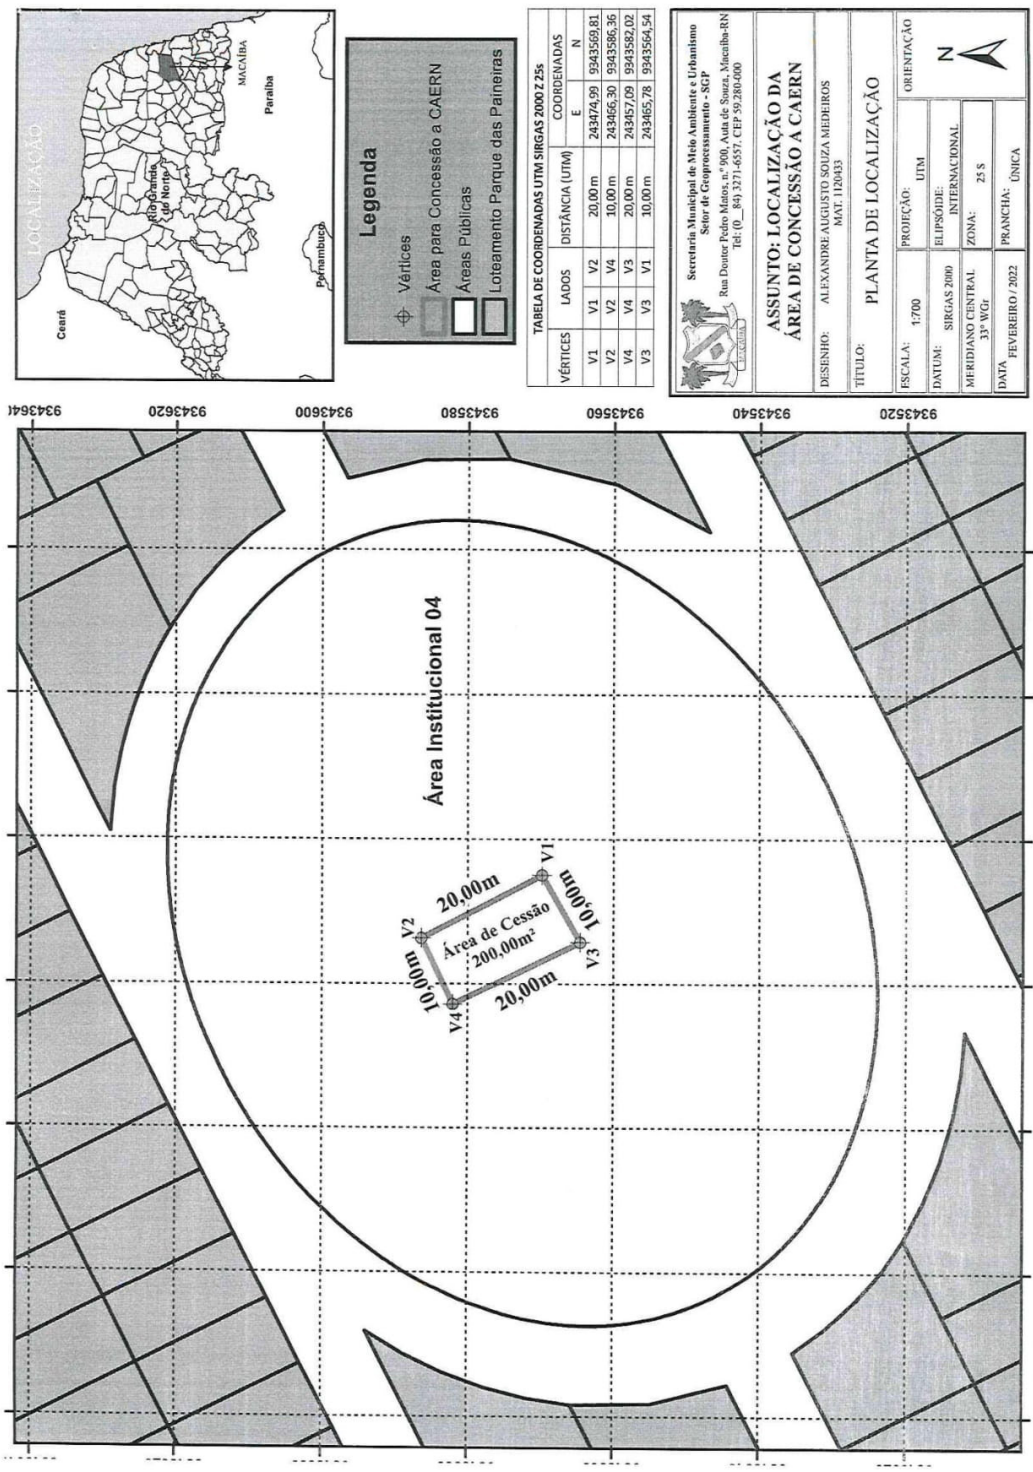 LOCALIZAÇÃO
Ceará
Rio Grande
do Norte
Paraíba
Pernambuco
MACAÍBA
Legenda
Vértices
Área para Concessão a CAERN
Áreas Públicas
Loteamento Parque das Paineiras
TABELA DE COORDENADAS UTM SIRGAS 2000 Z 25s
VÉRTICES LADOS DISTÂNCIA (UTM) COORDENADAS
E N
V1 V1 V2 20,00 m 243474,99 9343569,81
V2 V2 V4 10,00 m 243466,30 9343586,36
V4 V4 V3 20,00 m 243457,09 9343582,02
V3 V3 V1 10,00 m 243465,78 9343564,54
Secretaria Municipal de Meio Ambiente e Urbanismo
Setor de Geoprocessamento - SGP
Rua Doutor Pedro Matos, n.º 900, Auta de Souza, Macaíba-RN
Tel: (0__84) 3271-6557. CEP 59.280-000
MACAÍBA
ASSUNTO: LOCALIZAÇÃO DA
ÁREA DE CONCESSÃO A CAERN
DESENHO: ALEXANDRE AUGUSTO SOUZA MEDEIROS
MAT. 1120433
TÍTULO:
PLANTA DE LOCALIZAÇÃO
ESCALA: 1:700
PROJEÇÃO: UTM
ORIENTAÇÃO
N
DATUM: SIRGAS 2000
ELIPSÓIDE: INTERNACIONAL
MERIDIANO CENTRAL 33º WGr
ZONA: 25 S
DATA FEVEREIRO / 2022
PRANCHA: ÚNICA
9343640
9343620
9343600
9343580
9343560
9343540
9343520
Área Institucional 04
V2
20,00m
V1
10,00m
Área de Cessão
200,00m²
10,00m
V4
20,00m
V3